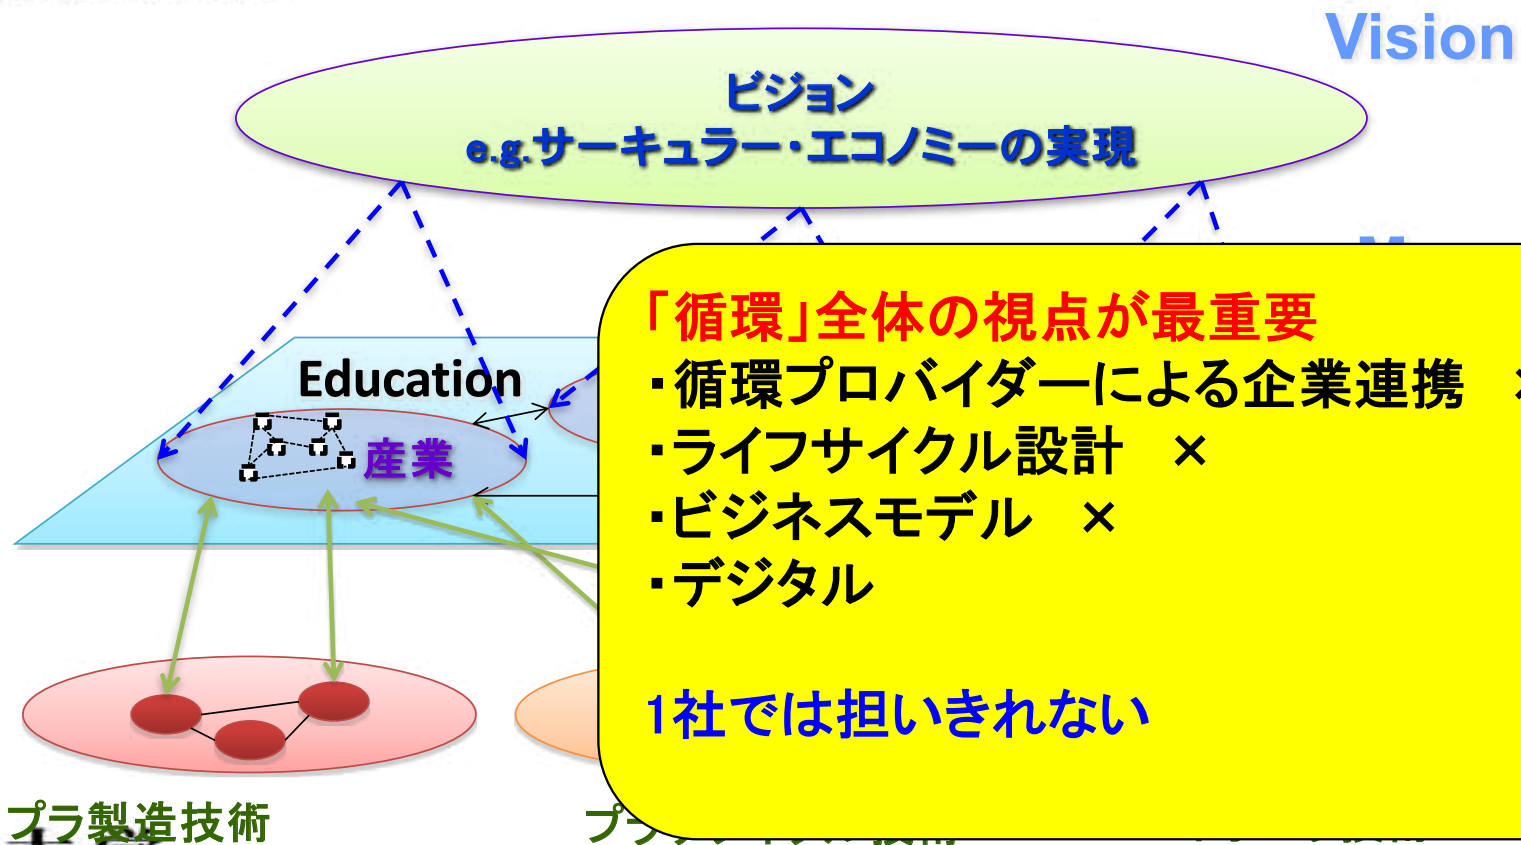 Vision
ビジョン
e.g.サーキュラー・エコノミーの実現
「循環」全体の視点が最重要
・循環プロバイダーによる企業連携 ×
・ライフサイクル設計 ×
・ビジネスモデル ×
・デジタル
1社では担いきれない
Education
産業
プラ製造技術